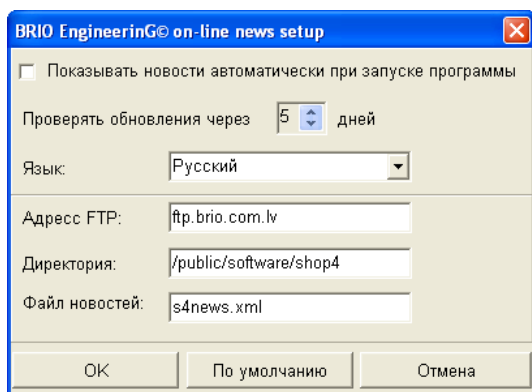 BRIO EngineerinG© on-line news setup
Показывать новости автоматически при запуске программы
Проверять обновления через 5 дней
Язык: Русский
Адресс FTP: ftp.brio.com.lv
Директория: /public/software/shop4
Файл новостей: s4news.xml
OK По умолчанию Отмена